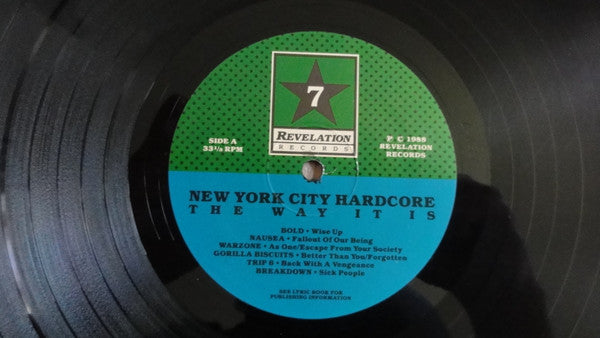 7
REVELATION
RECORDS
SIDE A
33⅓ RPM
P. © 1988
REVELATION
RECORDS
NEW YORK CITY HARDCORE
THE WAY IT IS
BOLD • Wise Up
NAUSEA • Fallout Of Our Being
WARZONE • As One/Escape From Your Society
GORILLA BISCUITS • Better Than You/Forgotten
TRIP 6 • Back With A Vengeance
BREAKDOWN • Sick People
SEE LYRIC BOOK FOR
PUBLISHING INFORMATION